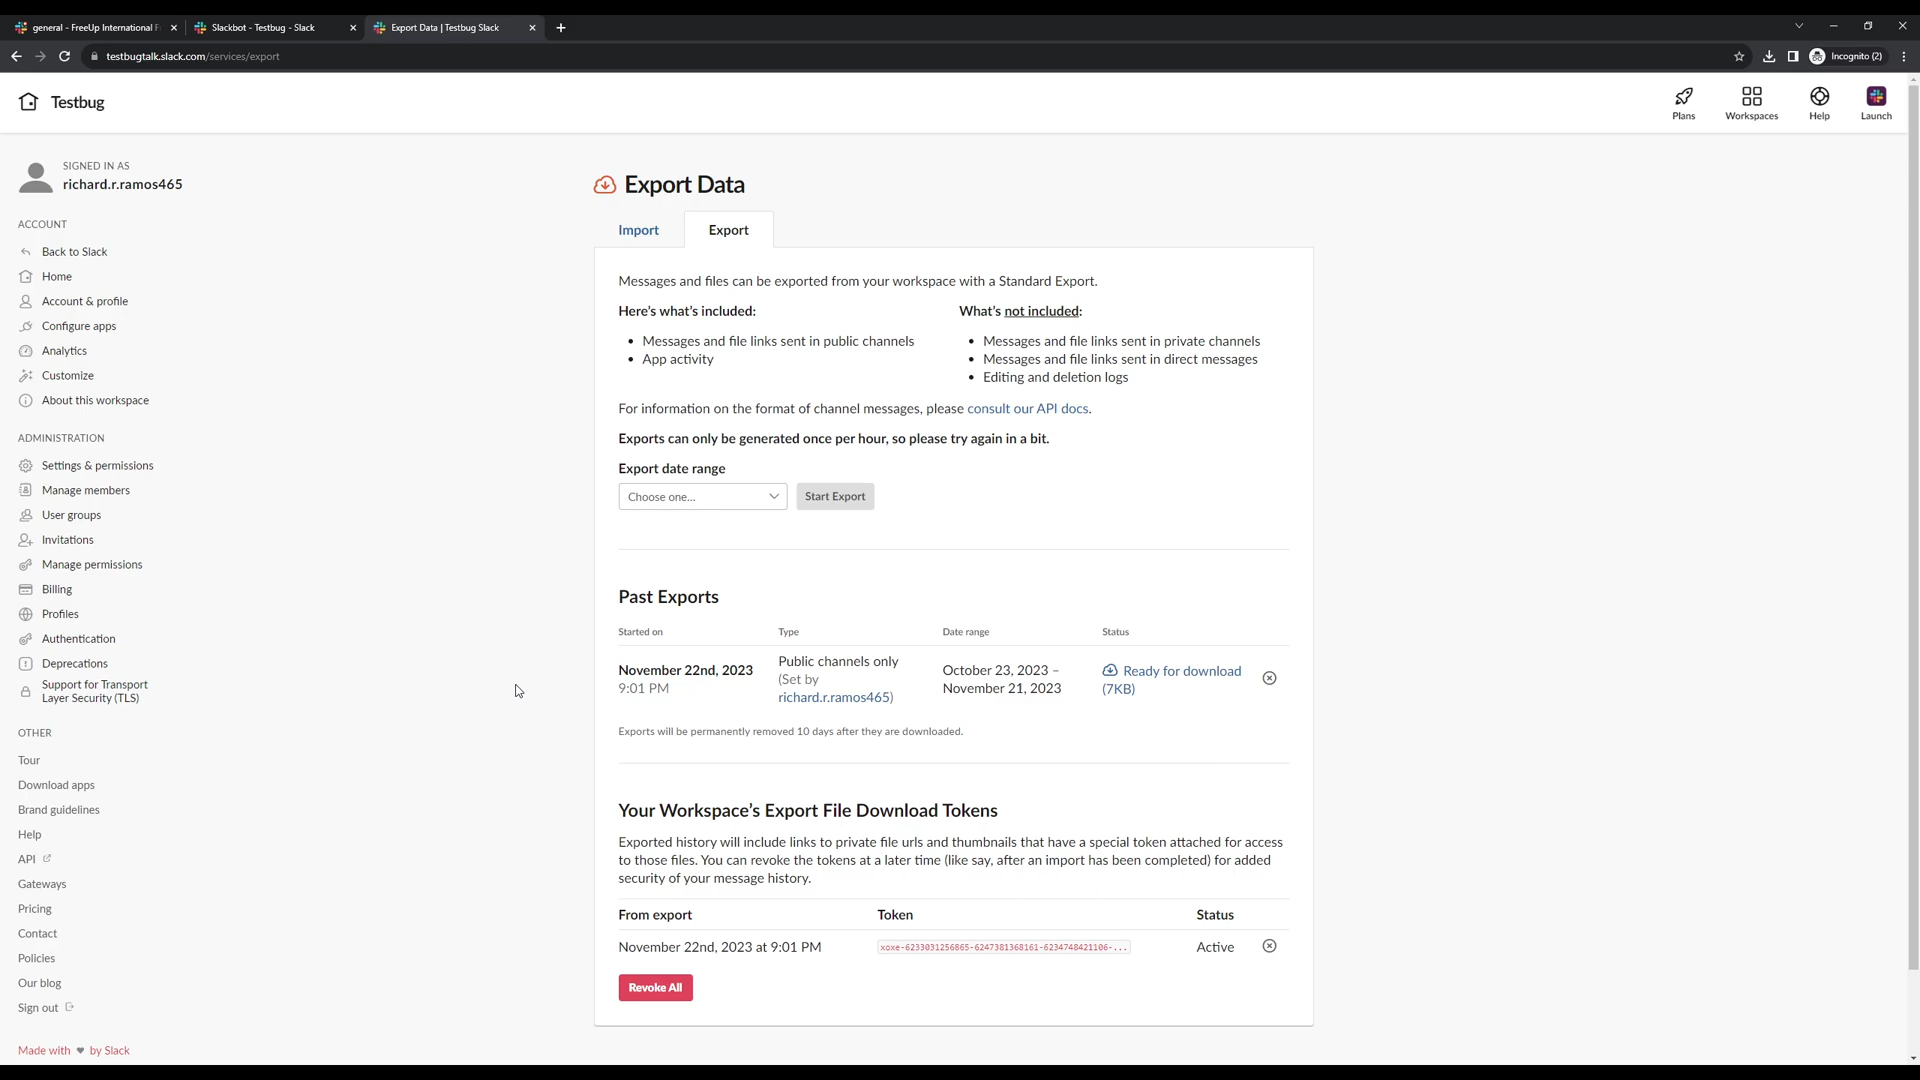 general - FreeUp International F
Slackbot - Testbug - Slack
Export Data | Testbug Slack
testbugtalk.slack.com/services/export
Incognito (2)
Testbug
Plans
Workspaces
Help
Launch
SIGNED IN AS
richard.r.ramos465
ACCOUNT
Back to Slack
Home
Account & profile
Configure apps
Analytics
Customize
About this workspace
ADMINISTRATION
Settings & permissions
Manage members
User groups
Invitations
Manage permissions
Billing
Profiles
Authentication
Deprecations
Support for Transport
Layer Security (TLS)
OTHER
Tour
Download apps
Brand guidelines
Help
API
Gateways
Pricing
Contact
Policies
Our blog
Sign out
Made with ♥ by Slack
Export Data
Import
Export
Messages and files can be exported from your workspace with a Standard Export.
Here's what's included:
• Messages and file links sent in public channels
• App activity
What's not included:
• Messages and file links sent in private channels
• Messages and file links sent in direct messages
• Editing and deletion logs
For information on the format of channel messages, please consult our API docs.
Exports can only be generated once per hour, so please try again in a bit.
Export date range
Choose one...
Start Export
Past Exports
Started on
Type
Date range
Status
November 22nd, 2023
9:01 PM
Public channels only
(Set by
richard.r.ramos465)
October 23, 2023 –
November 21, 2023
Ready for download
(7KB)
Exports will be permanently removed 10 days after they are downloaded.
Your Workspace's Export File Download Tokens
Exported history will include links to private file urls and thumbnails that have a special token attached for access
to those files. You can revoke the tokens at a later time (like say, after an import has been completed) for added
security of your message history.
From export
Token
Status
November 22nd, 2023 at 9:01 PM
xoxe-6233031256865-6247381368161-6234748421106-...
Active
Revoke All